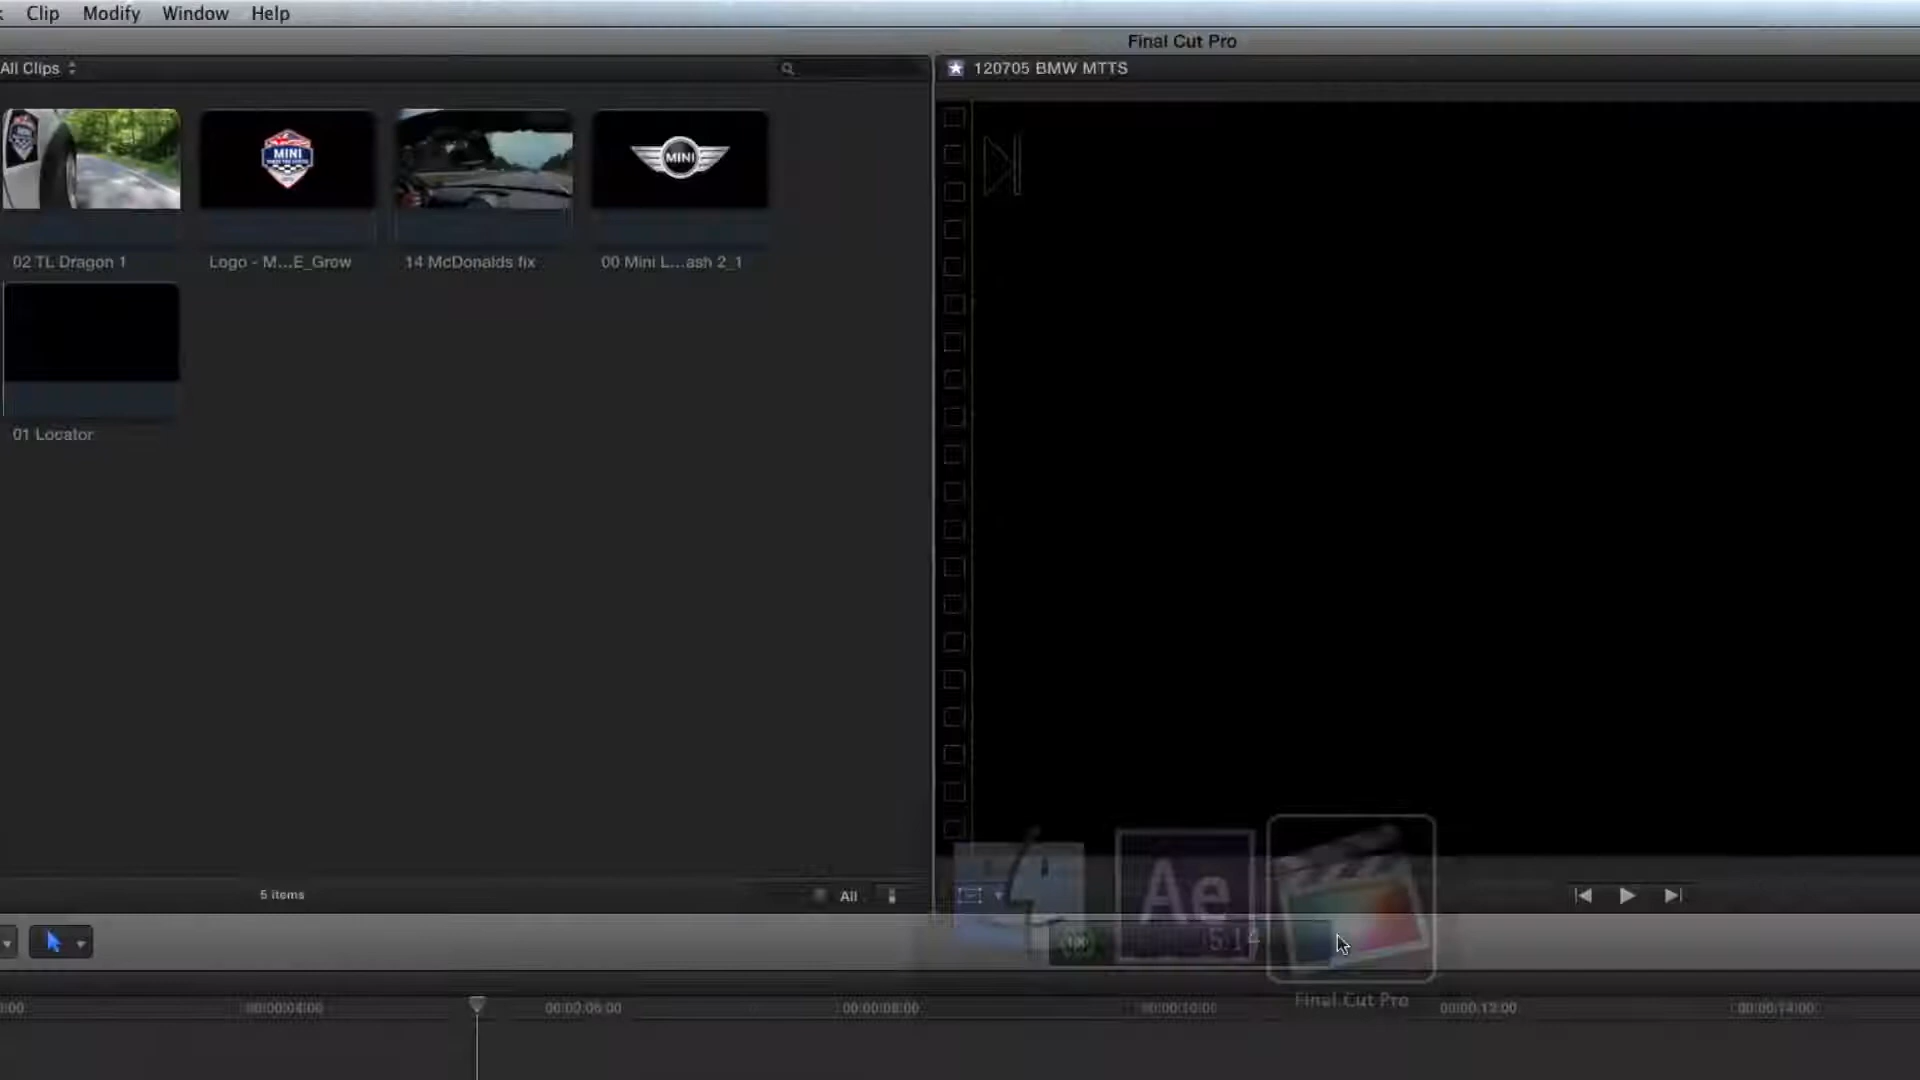 Clip Modify Window Help
Final Cut Pro
All Clips
120705 BMW MTTS
MINI
MINI
02 TL Dragon 1
Logo - M...E_Grow
14 McDonalds fix
00 Mini L...ash 2_1
01 Locator
5 items
All
Ae
5:14
Final Cut Pro
:00
00:00:04:00
00:00:06:00
00:00:08:00
00:00:10:00
00:00:12:00
00:00:14:00